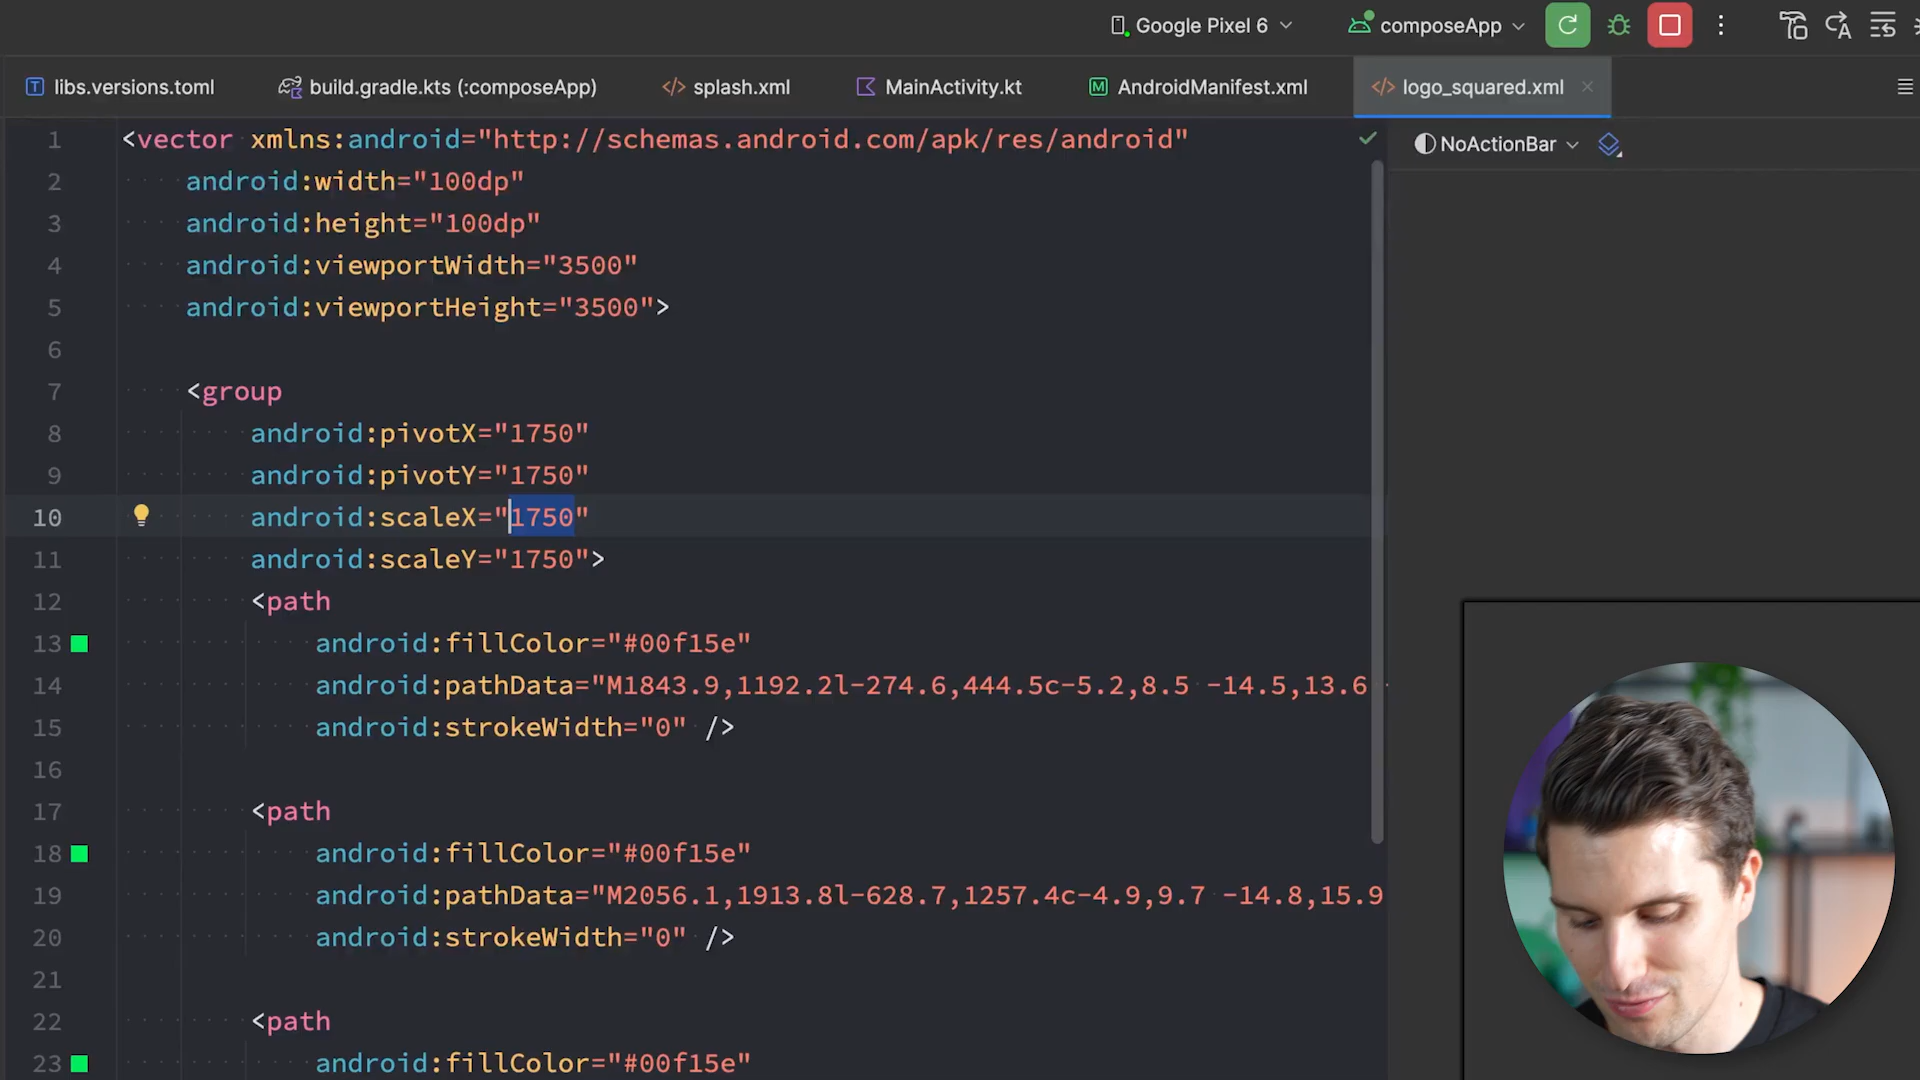 Google Pixel 6
composeApp
libs.versions.toml
build.gradle.kts (:composeApp)
splash.xml
MainActivity.kt
AndroidManifest.xml
logo_squared.xml
NoActionBar
1 <vector xmlns:android="http://schemas.android.com/apk/res/android"
2 android:width="100dp"
3 android:height="100dp"
4 android:viewportWidth="3500"
5 android:viewportHeight="3500">
6
7 <group
8 android:pivotX="1750"
9 android:pivotY="1750"
10 android:scaleX="1750"
11 android:scaleY="1750">
12 <path
13 android:fillColor="#00f15e"
14 android:pathData="M1843.9,1192.2l-274.6,444.5c-5.2,8.5 -14.5,13.6
15 android:strokeWidth="0" />
16
17 <path
18 android:fillColor="#00f15e"
19 android:pathData="M2056.1,1913.8l-628.7,1257.4c-4.9,9.7 -14.8,15.9
20 android:strokeWidth="0" />
21
22 <path
23 android:fillColor="#00f15e"